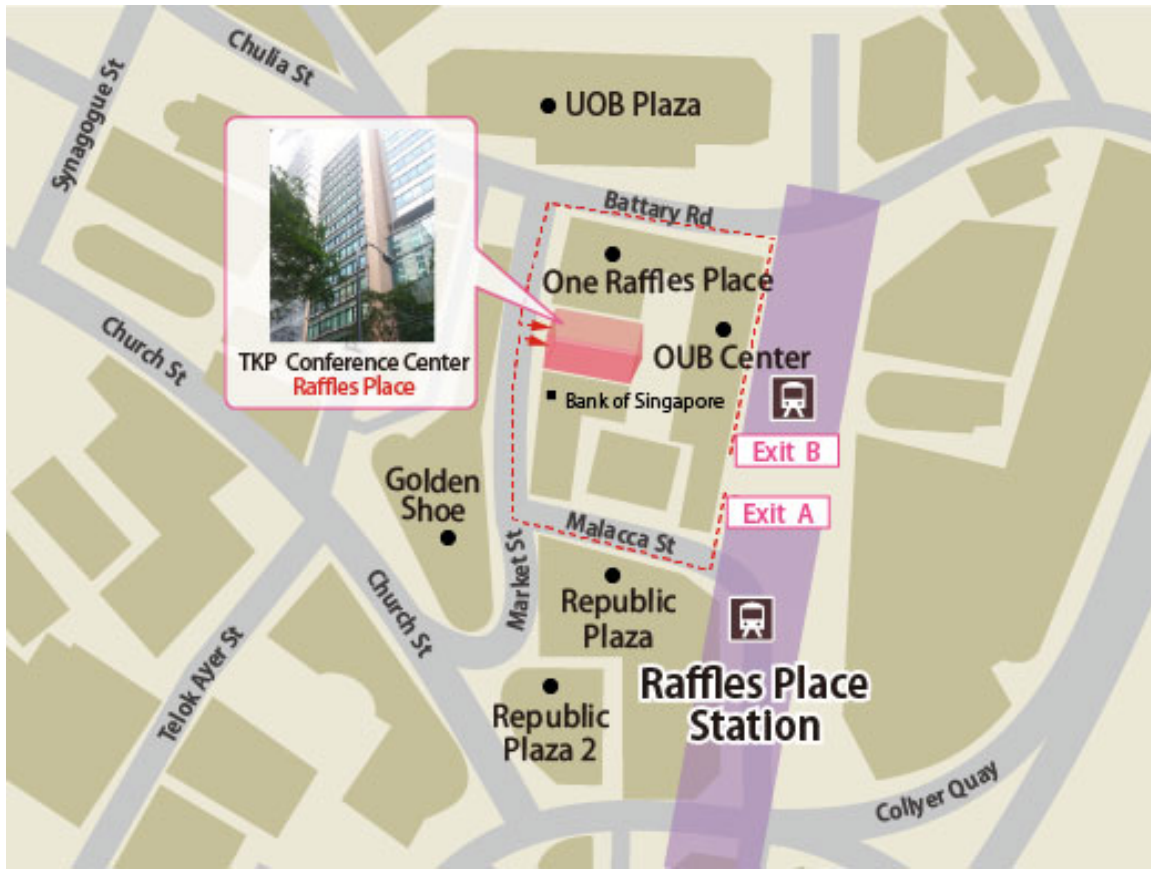 Chulia St
Synagogue St
UOB Plaza
Battary Rd
One Raffles Place
OUB Center
TKP Conference Center
Raffles Place
Bank of Singapore
Church St
Exit B
Exit A
Golden
Shoe
Malacca St
Market St
Republic
Plaza
Church St
Telok Ayer St
Raffles Place
Station
Republic
Plaza 2
Collyer Quay